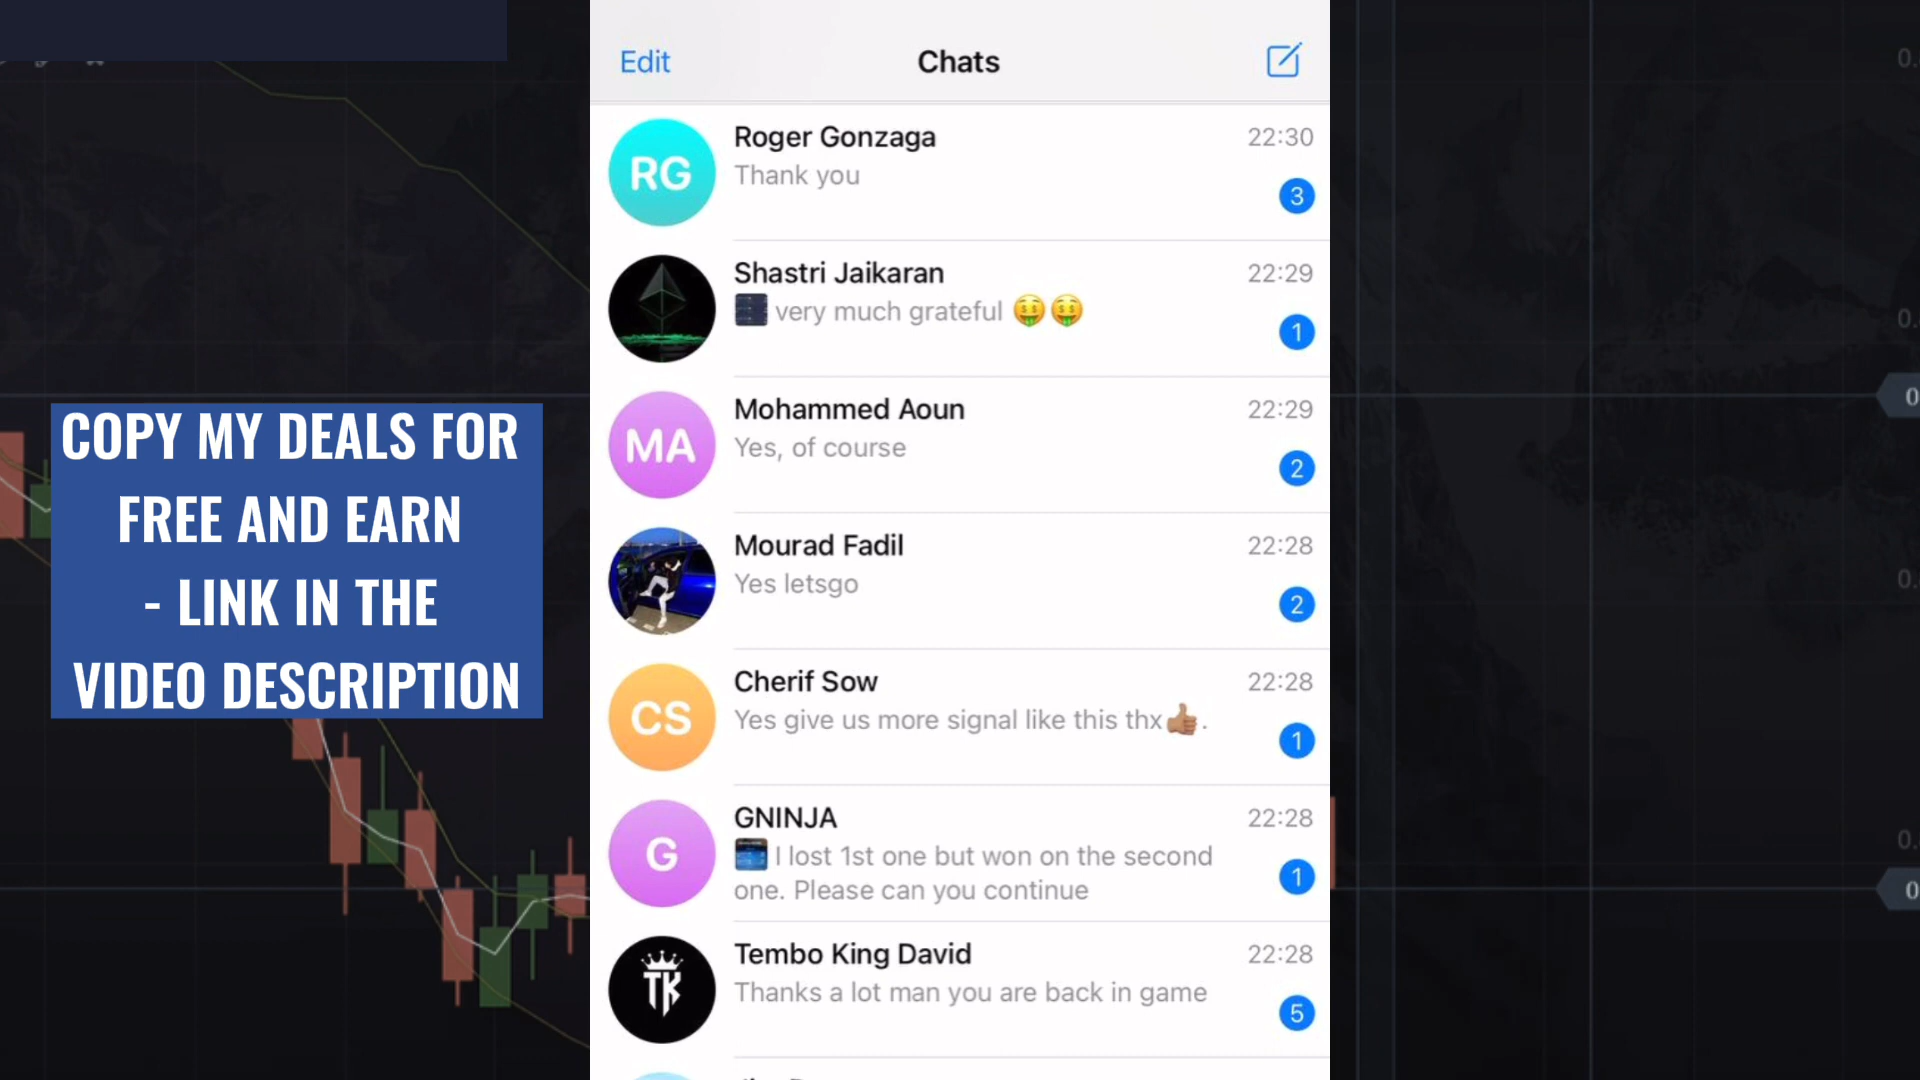 COPY MY DEALS FOR
FREE AND EARN
- LINK IN THE
VIDEO DESCRIPTION
Edit
Chats
RG
Roger Gonzaga
22:30
Thank you
3
Shastri Jaikaran
22:29
very much grateful 🤑🤑
1
MA
Mohammed Aoun
22:29
Yes, of course
2
Mourad Fadil
22:28
Yes letsgo
2
CS
Cherif Sow
22:28
Yes give us more signal like this thx👍🏽.
1
G
GNINJA
22:28
I lost 1st one but won on the second
one. Please can you continue
1
TK
Tembo King David
22:28
Thanks a lot man you are back in game
5